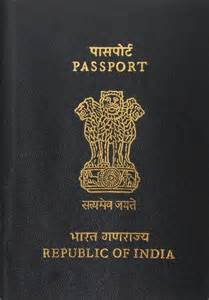 पासपोर्ट
PASSPORT
सत्यमेव जयते
भारत गणराज्य
REPUBLIC OF INDIA